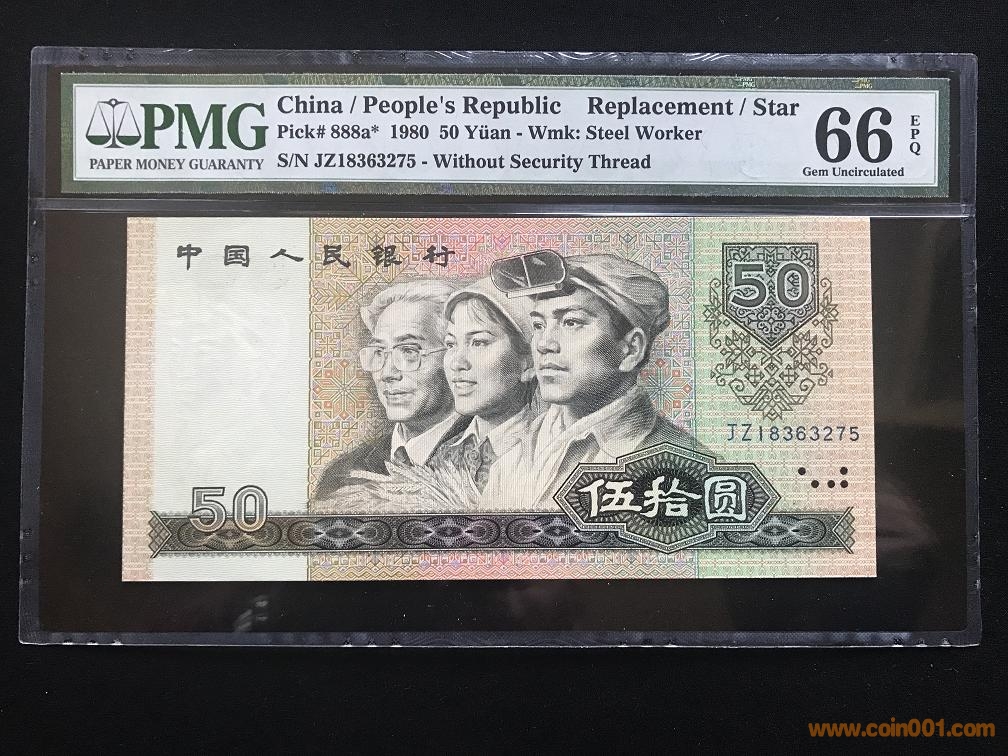 PMG
PAPER MONEY GUARANTY
China / People's Republic Replacement / Star
Pick# 888a* 1980 50 Yüan - Wmk: Steel Worker
S/N JZ18363275 - Without Security Thread
66
EPQ
Gem Uncirculated
中国人民银行
50
JZ18363275
50
伍拾圆
www.coin001.com